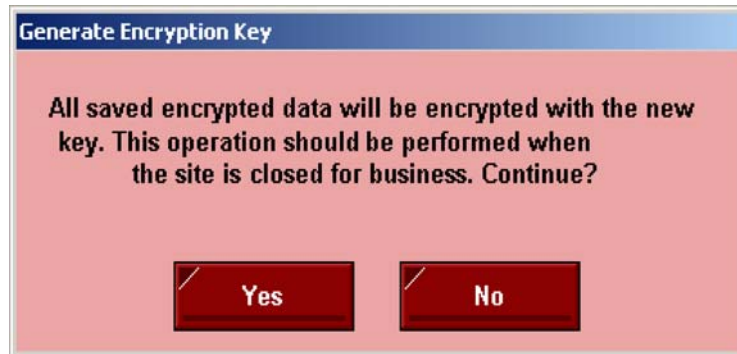 Generate Encryption Key
All saved encrypted data will be encrypted with the new
key. This operation should be performed when
the site is closed for business. Continue?
Yes No